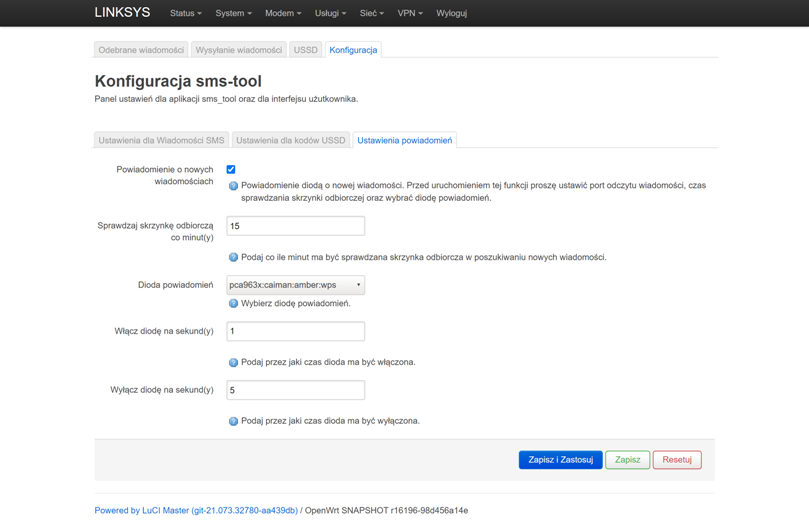 LINKSYS Status System Modem Usługi Sieć VPN Wyloguj
Odebrane wiadomości Wysyłanie wiadomości USSD Konfiguracja
Konfiguracja sms-tool
Panel ustawień dla aplikacji sms_tool oraz dla interfejsu użytkownika.
Ustawienia dla Wiadomości SMS Ustawienia dla kodów USSD Ustawienia powiadomień
Powiadomienie o nowych
wiadomościach
Powiadomienie diodą o nowej wiadomości. Przed uruchomieniem tej funkcji proszę ustawić port odczytu wiadomości, czas
sprawdzania skrzynki odbiorczej oraz wybrać diodę powiadomień.
Sprawdzaj skrzynkę odbiorczą
co minut(y)
15
Podaj co ile minut ma być sprawdzana skrzynka odbiorcza w poszukiwaniu nowych wiadomości.
Dioda powiadomień pca963x:caiman:amber:wps
Wybierz diodę powiadomień.
Włącz diodę na sekund(y) 1
Podaj przez jaki czas dioda ma być włączona.
Wyłącz diodę na sekund(y) 5
Podaj przez jaki czas dioda ma być wyłączona.
Zapisz i Zastosuj Zapisz Resetuj
Powered by LuCI Master (git-21.073.32780-aa439db) / OpenWrt SNAPSHOT r16196-98d456a14e